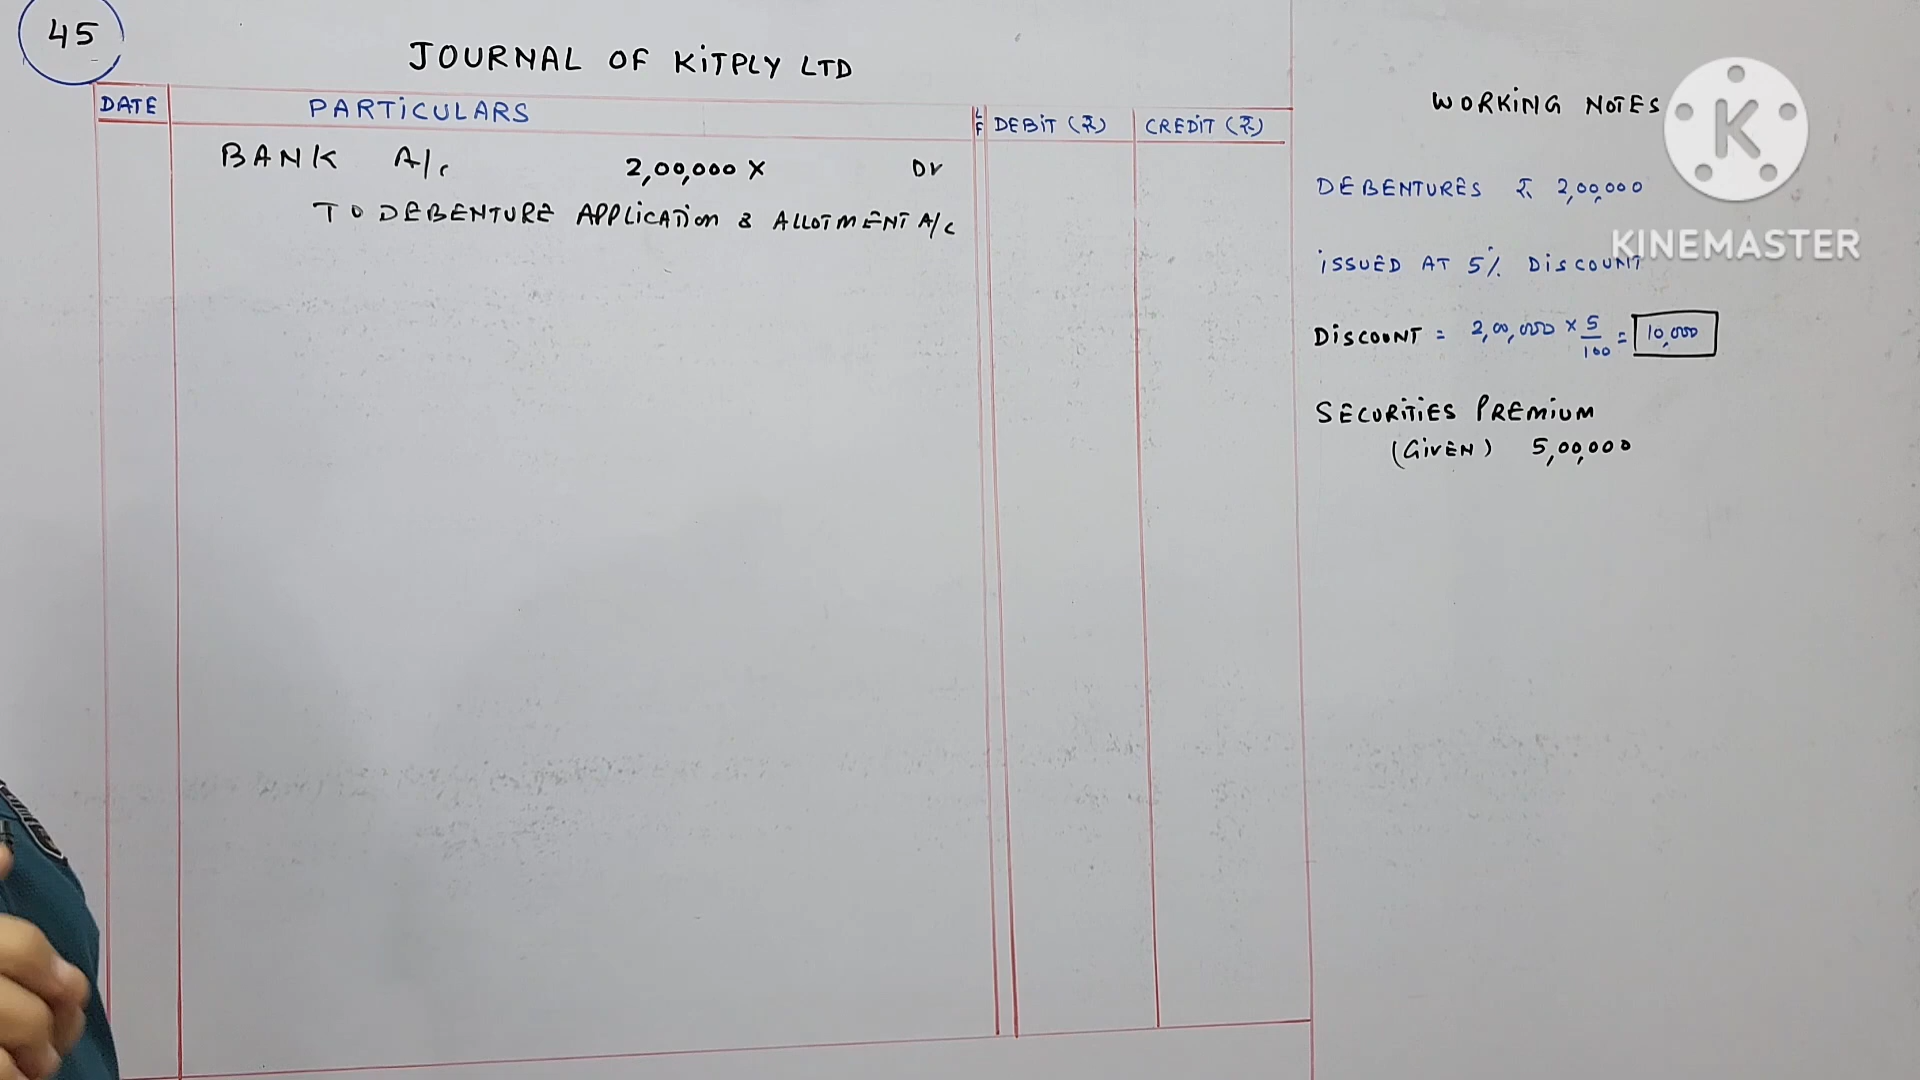 45
JOURNAL OF KITPLY LTD
DATE PARTICULARS LF DEBIT (₹) CREDIT (₹)
BANK A/c 2,00,000 X Dr
TO DEBENTURE APPLICATION & ALLOTMENT A/c
WORKING NOTES
DEBENTURES ₹ 2,00,000
ISSUED AT 5% DISCOUNT
DISCOUNT = 2,00,000 × 5/100 = 10,000
SECURITIES PREMIUM
(GIVEN) 5,00,000
K
KINEMASTER